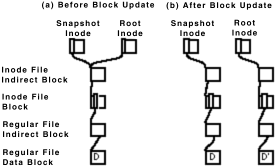 (a) Before Block Update (b) After Block Update
Snapshot Inode
Root Inode
Snapshot Inode
Root Inode
Inode File
Indirect Block
Inode File
Block
Regular File
Indirect Block
Regular File
Data Block
D
D
D'